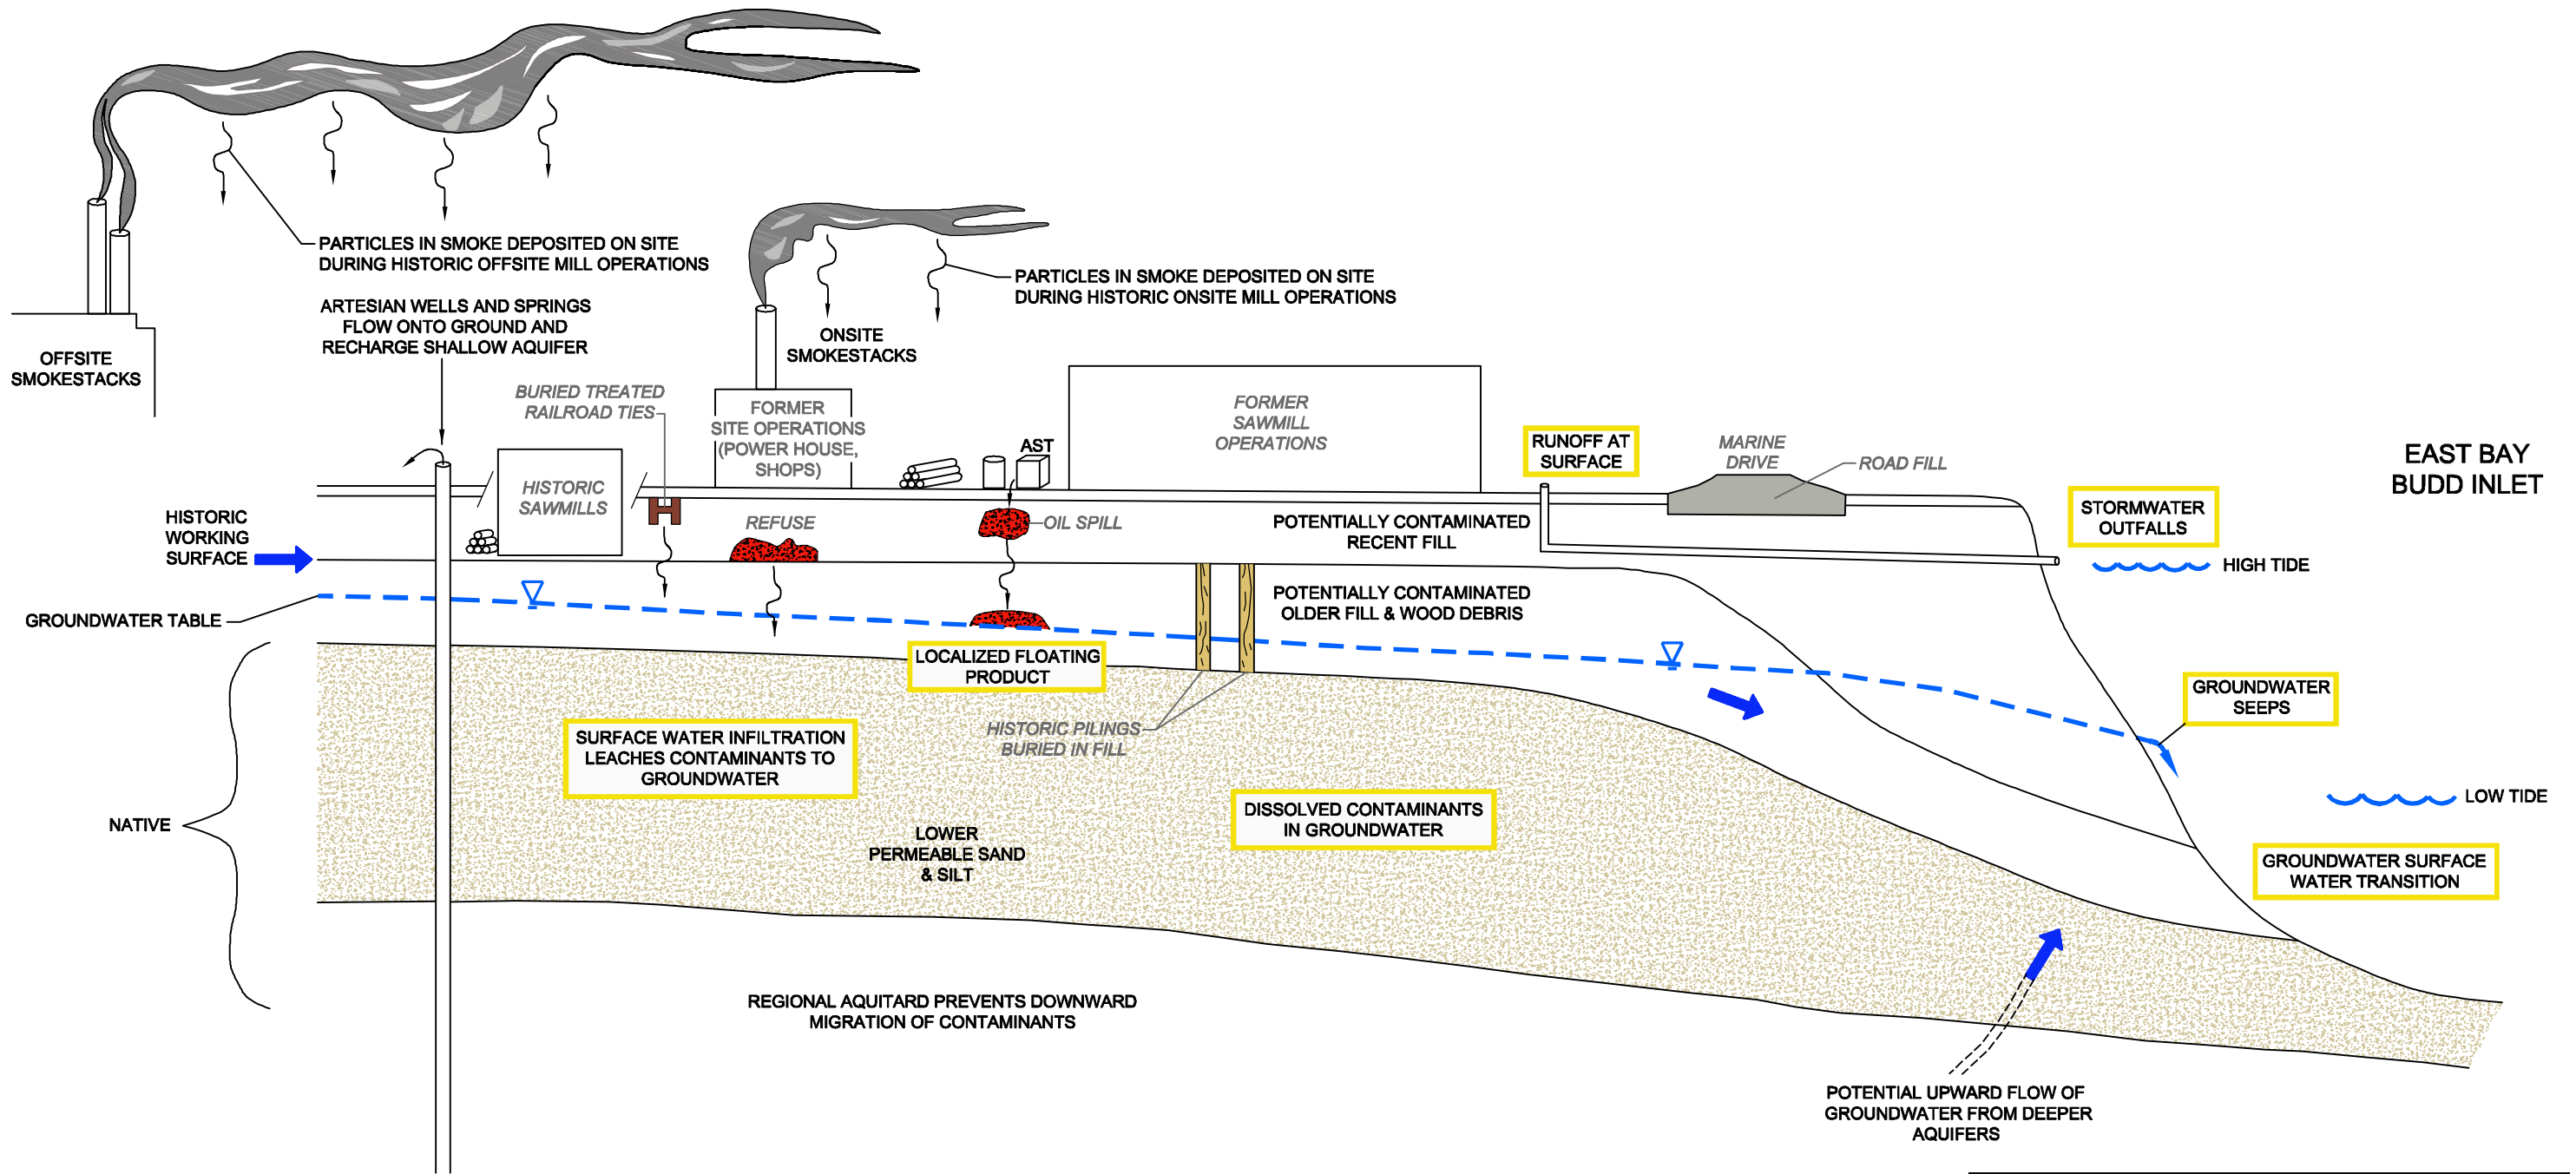 PARTICLES IN SMOKE DEPOSITED ON SITE
DURING HISTORIC OFFSITE MILL OPERATIONS
PARTICLES IN SMOKE DEPOSITED ON SITE
DURING HISTORIC ONSITE MILL OPERATIONS
ARTESIAN WELLS AND SPRINGS
FLOW ONTO GROUND AND
RECHARGE SHALLOW AQUIFER
OFFSITE
SMOKESTACKS
ONSITE
SMOKESTACKS
BURIED TREATED
RAILROAD TIES
FORMER
SITE OPERATIONS
(POWER HOUSE,
SHOPS)
AST
FORMER
SAWMILL
OPERATIONS
RUNOFF AT
SURFACE
MARINE
DRIVE
ROAD FILL
EAST BAY
BUDD INLET
HISTORIC
SAWMILLS
HISTORIC
WORKING
SURFACE
REFUSE
OIL SPILL
POTENTIALLY CONTAMINATED
RECENT FILL
STORMWATER
OUTFALLS
HIGH TIDE
GROUNDWATER TABLE
POTENTIALLY CONTAMINATED
OLDER FILL & WOOD DEBRIS
LOCALIZED FLOATING
PRODUCT
GROUNDWATER
SEEPS
HISTORIC PILINGS
BURIED IN FILL
SURFACE WATER INFILTRATION
LEACHES CONTAMINANTS TO
GROUNDWATER
DISSOLVED CONTAMINANTS
IN GROUNDWATER
LOW TIDE
NATIVE
LOWER
PERMEABLE SAND
& SILT
GROUNDWATER SURFACE
WATER TRANSITION
REGIONAL AQUITARD PREVENTS DOWNWARD
MIGRATION OF CONTAMINANTS
POTENTIAL UPWARD FLOW OF
GROUNDWATER FROM DEEPER
AQUIFERS